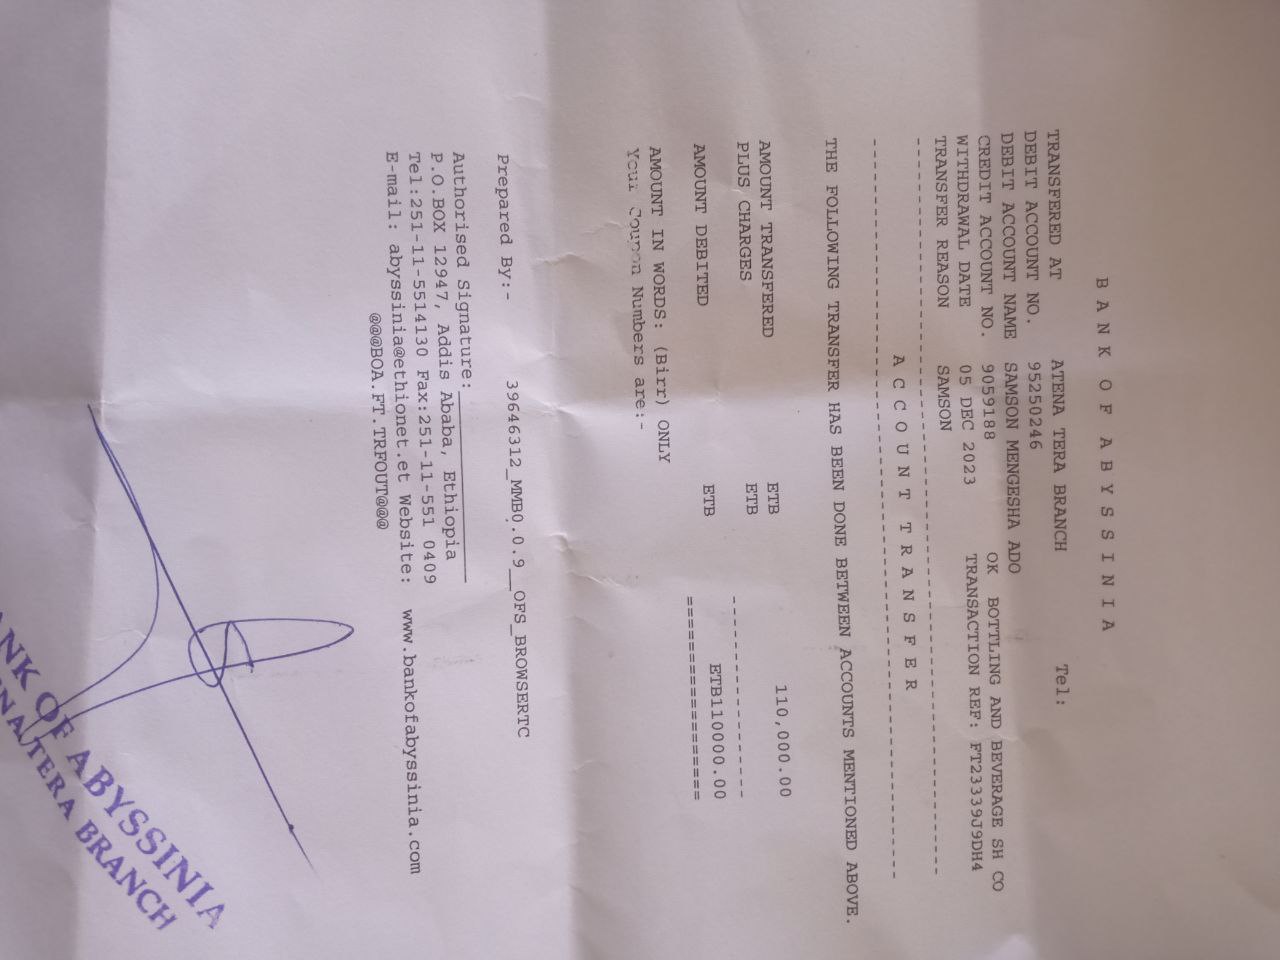 B A N K O F A B Y S S I N I A
TRANSFERED AT ATENA TERA BRANCH Tel:
DEBIT ACCOUNT NO. 95250246
DEBIT ACCOUNT NAME SAMSON MENGESHA ADO
CREDIT ACCOUNT NO. 9059188 OK BOTTLING AND BEVERAGE SH CO
WITHDRAWAL DATE 05 DEC 2023 TRANSACTION REF: FT23339J9DH4
TRANSFER REASON SAMSON
--------------------------------------------------------------
A C C O U N T T R A N S F E R
--------------------------------------------------------------
THE FOLLOWING TRANSFER HAS BEEN DONE BETWEEN ACCOUNTS MENTIONED ABOVE.
AMOUNT TRANSFERED ETB 110,000.00
PLUS CHARGES ETB
-----------------
AMOUNT DEBITED ETB ETB110000.00
=================
AMOUNT IN WORDS: (Birr) ONLY
Your Coupon Numbers are:-
Prepared By:- 39646312_MMB0.0.9__OFS_BROWSERTC
Authorised Signature:____________________
P.O.BOX 12947, Addis Ababa, Ethiopia
Tel:251-11-5514130 Fax:251-11-551 0409
E-mail: abyssinia@ethionet.et Website: www.bankofabyssinia.com
@@@BOA.FT.TRFOUT@@@
BANK OF ABYSSINIA
TERA BRANCH